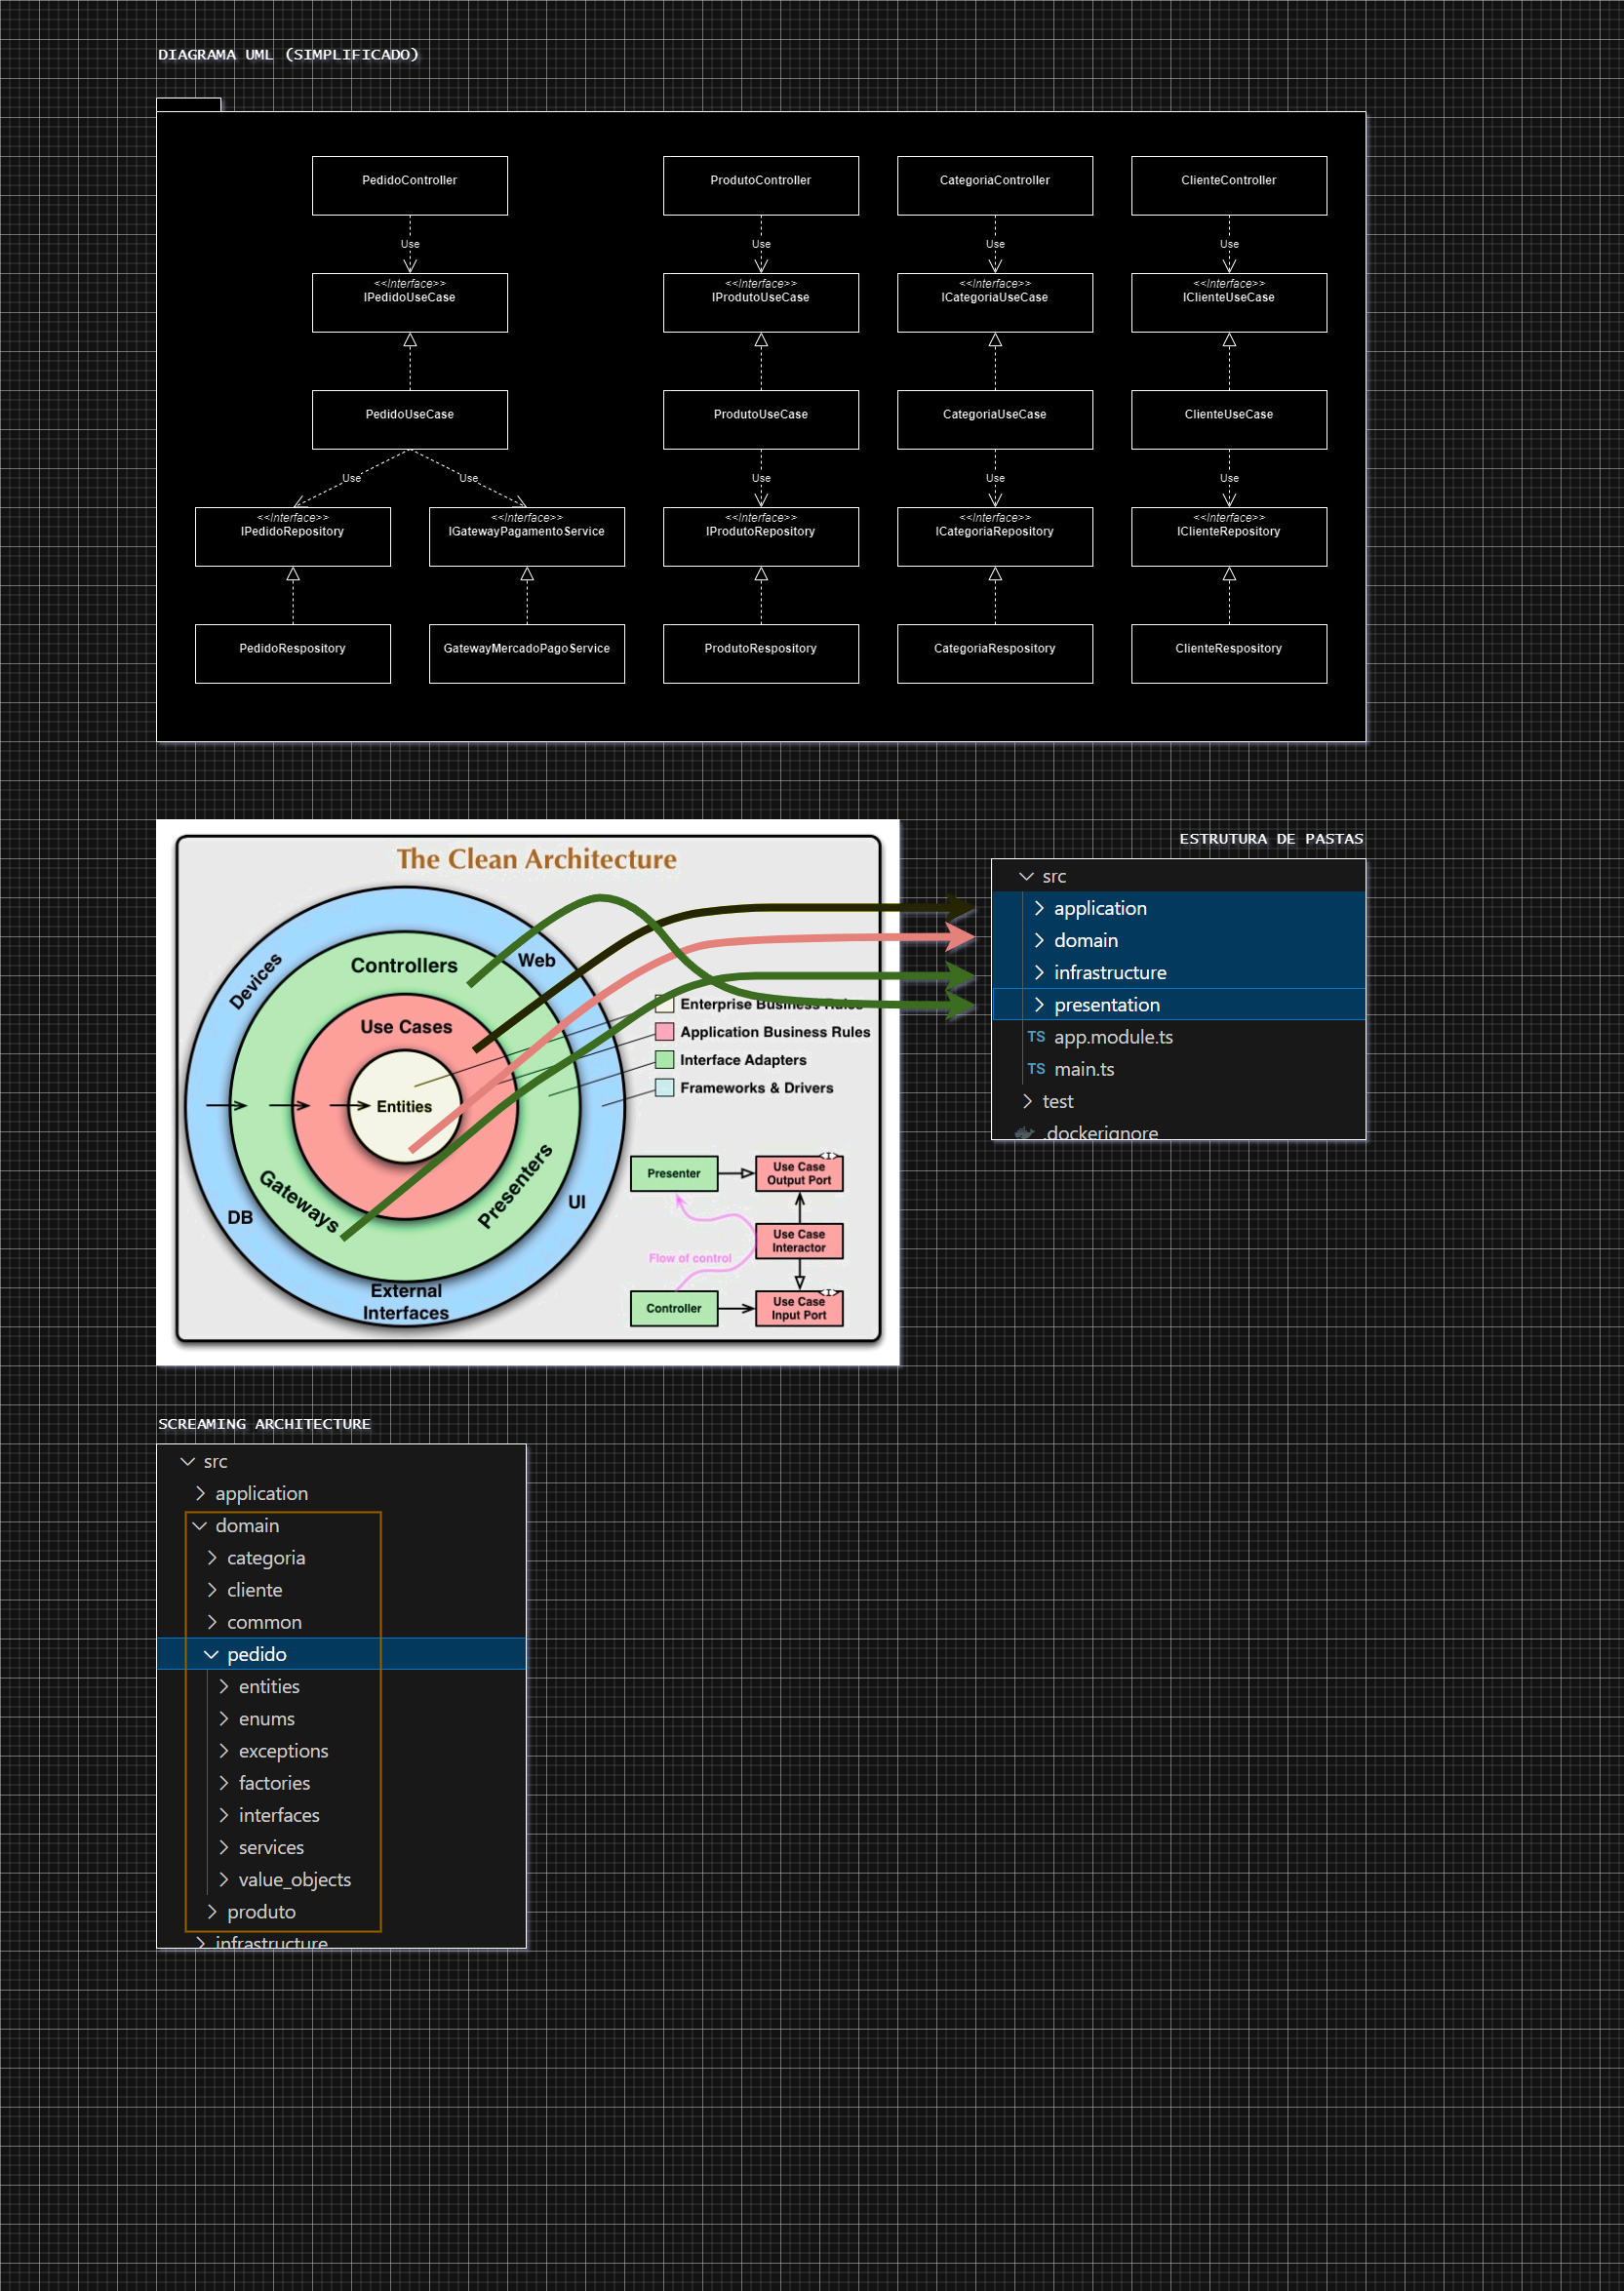 DIAGRAMA UML (SIMPLIFICADO)
PedidoController
ProdutoController
CategoriaController
ClienteController
Use
Use
Use
Use
<<Interface>>
IPedidoUseCase
<<Interface>>
IProdutoUseCase
<<Interface>>
ICategoriaUseCase
<<Interface>>
IClienteUseCase
PedidoUseCase
ProdutoUseCase
CategoriaUseCase
ClienteUseCase
Use
Use
Use
Use
Use
<<Interface>>
IPedidoRepository
<<Interface>>
IGatewayPagamentoService
<<Interface>>
IProdutoRepository
<<Interface>>
ICategoriaRepository
<<Interface>>
IClienteRepository
PedidoRespository
GatewayMercadoPagoService
ProdutoRespository
CategoriaRespository
ClienteRespository
The Clean Architecture
Devices
Controllers
Web
Use Cases
Entities
Gateways
Presenters
DB
UI
External
Interfaces
Enterprise Business Rules
Application Business Rules
Interface Adapters
Frameworks & Drivers
Presenter
Use Case
Output Port
Use Case
Interactor
Flow of control
Controller
Use Case
Input Port
ESTRUTURA DE PASTAS
src
application
domain
infrastructure
presentation
TS app.module.ts
TS main.ts
test
.dockerignore
SCREAMING ARCHITECTURE
src
application
domain
categoria
cliente
common
pedido
entities
enums
exceptions
factories
interfaces
services
value_objects
produto
infrastructure